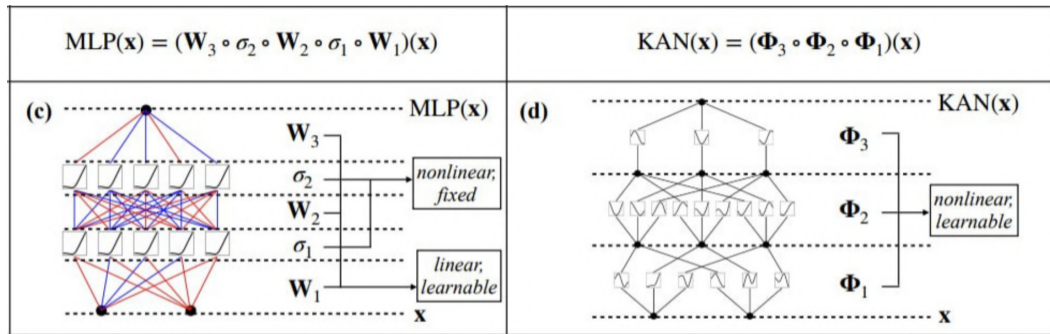 MLP(x) = (W₃ ∘ σ₂ ∘ W₂ ∘ σ₁ ∘ W₁)(x)
KAN(x) = (Φ₃ ∘ Φ₂ ∘ Φ₁)(x)
(c)
MLP(x)
W₃
σ₂
nonlinear,
fixed
W₂
σ₁
linear,
learnable
W₁
x
(d)
KAN(x)
Φ₃
Φ₂
nonlinear,
learnable
Φ₁
x